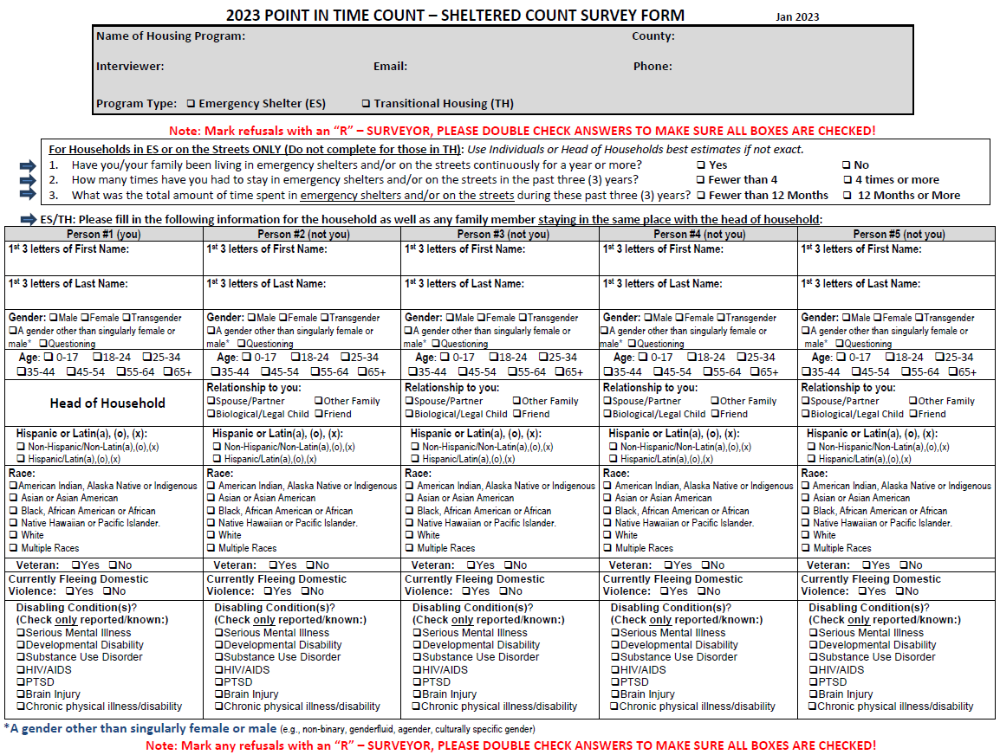 2023 POINT IN TIME COUNT – SHELTERED COUNT SURVEY FORM Jan 2023
Name of Housing Program: County:
Interviewer: Email: Phone:
Program Type: ❑ Emergency Shelter (ES) ❑ Transitional Housing (TH)
Note: Mark refusals with an “R” – SURVEYOR, PLEASE DOUBLE CHECK ANSWERS TO MAKE SURE ALL BOXES ARE CHECKED!
For Households in ES or on the Streets ONLY (Do not complete for those in TH): Use Individuals or Head of Households best estimates if not exact.
1. Have you/your family been living in emergency shelters and/or on the streets continuously for a year or more? ❑ Yes ❑ No
2. How many times have you had to stay in emergency shelters and/or on the streets in the past three (3) years? ❑ Fewer than 4 ❑ 4 times or more
3. What was the total amount of time spent in emergency shelters and/or on the streets during these past three (3) years? ❑ Fewer than 12 Months ❑ 12 Months or More
ES/TH: Please fill in the following information for the household as well as any family member staying in the same place with the head of household:
Person #1 (you) Person #2 (not you) Person #3 (not you) Person #4 (not you) Person #5 (not you)
1st 3 letters of First Name: 1st 3 letters of First Name: 1st 3 letters of First Name: 1st 3 letters of First Name: 1st 3 letters of First Name:
1st 3 letters of Last Name: 1st 3 letters of Last Name: 1st 3 letters of Last Name: 1st 3 letters of Last Name: 1st 3 letters of Last Name:
Gender: ❑Male ❑Female ❑Transgender Gender: ❑Male ❑Female ❑Transgender Gender: ❑Male ❑Female ❑Transgender Gender: ❑Male ❑Female ❑Transgender Gender: ❑Male ❑Female ❑Transgender
❑A gender other than singularly female or ❑A gender other than singularly female or ❑A gender other than singularly female or ❑A gender other than singularly female or ❑A gender other than singularly female or
male* ❑Questioning male* ❑Questioning male* ❑Questioning male* ❑Questioning male* ❑Questioning
Age: ❑ 0-17 ❑18-24 ❑25-34 Age: ❑ 0-17 ❑18-24 ❑25-34 Age: ❑ 0-17 ❑18-24 ❑25-34 Age: ❑ 0-17 ❑18-24 ❑25-34 Age: ❑ 0-17 ❑18-24 ❑25-34
❑35-44 ❑45-54 ❑55-64 ❑65+ ❑35-44 ❑45-54 ❑55-64 ❑65+ ❑35-44 ❑45-54 ❑55-64 ❑65+ ❑35-44 ❑45-54 ❑55-64 ❑65+ ❑35-44 ❑45-54 ❑55-64 ❑65+
Relationship to you: Relationship to you: Relationship to you: Relationship to you:
Head of Household ❑Spouse/Partner ❑Other Family ❑Spouse/Partner ❑Other Family ❑Spouse/Partner ❑Other Family ❑Spouse/Partner ❑Other Family
❑Biological/Legal Child ❑Friend ❑Biological/Legal Child ❑Friend ❑Biological/Legal Child ❑Friend ❑Biological/Legal Child ❑Friend
Hispanic or Latin(a), (o), (x): Hispanic or Latin(a), (o), (x): Hispanic or Latin(a), (o), (x): Hispanic or Latin(a), (o), (x): Hispanic or Latin(a), (o), (x):
❑ Non-Hispanic/Non-Latin(a),(o),(x) ❑ Non-Hispanic/Non-Latin(a),(o),(x) ❑ Non-Hispanic/Non-Latin(a),(o),(x) ❑ Non-Hispanic/Non-Latin(a),(o),(x) ❑ Non-Hispanic/Non-Latin(a),(o),(x)
❑ Hispanic/Latin(a),(o),(x) ❑ Hispanic/Latin(a),(o),(x) ❑ Hispanic/Latin(a),(o),(x) ❑ Hispanic/Latin(a),(o),(x) ❑ Hispanic/Latin(a),(o),(x)
Race: Race: Race: Race: Race:
❑American Indian, Alaska Native or Indigenous ❑ American Indian, Alaska Native or Indigenous ❑ American Indian, Alaska Native or Indigenous ❑ American Indian, Alaska Native or Indigenous ❑ American Indian, Alaska Native or Indigenous
❑ Asian or Asian American ❑ Asian or Asian American ❑ Asian or Asian American ❑ Asian or Asian American ❑ Asian or Asian American
❑ Black, African American or African ❑ Black, African American or African ❑ Black, African American or African ❑ Black, African American or African ❑ Black, African American or African
❑ Native Hawaiian or Pacific Islander. ❑ Native Hawaiian or Pacific Islander. ❑ Native Hawaiian or Pacific Islander. ❑ Native Hawaiian or Pacific Islander. ❑ Native Hawaiian or Pacific Islander.
❑ White ❑ White ❑ White ❑ White ❑ White
❑ Multiple Races ❑ Multiple Races ❑ Multiple Races ❑ Multiple Races ❑ Multiple Races
Veteran: ❑Yes ❑No Veteran: ❑Yes ❑No Veteran: ❑Yes ❑No Veteran: ❑Yes ❑No Veteran: ❑Yes ❑No
Currently Fleeing Domestic Currently Fleeing Domestic Currently Fleeing Domestic Currently Fleeing Domestic Currently Fleeing Domestic
Violence: ❑Yes ❑No Violence: ❑Yes ❑No Violence: ❑Yes ❑No Violence: ❑Yes ❑No Violence: ❑Yes ❑No
Disabling Condition(s)? Disabling Condition(s)? Disabling Condition(s)? Disabling Condition(s)? Disabling Condition(s)?
(Check only reported/known:) (Check only reported/known:) (Check only reported/known:) (Check only reported/known:) (Check only reported/known:)
❑Serious Mental Illness ❑Serious Mental Illness ❑Serious Mental Illness ❑Serious Mental Illness ❑Serious Mental Illness
❑Developmental Disability ❑Developmental Disability ❑Developmental Disability ❑Developmental Disability ❑Developmental Disability
❑Substance Use Disorder ❑Substance Use Disorder ❑Substance Use Disorder ❑Substance Use Disorder ❑Substance Use Disorder
❑HIV/AIDS ❑HIV/AIDS ❑HIV/AIDS ❑HIV/AIDS ❑HIV/AIDS
❑PTSD ❑PTSD ❑PTSD ❑PTSD ❑PTSD
❑Brain Injury ❑Brain Injury ❑Brain Injury ❑Brain Injury ❑Brain Injury
❑Chronic physical illness/disability ❑Chronic physical illness/disability ❑Chronic physical illness/disability ❑Chronic physical illness/disability ❑Chronic physical illness/disability
*A gender other than singularly female or male (e.g., non-binary, genderfluid, agender, culturally specific gender)
Note: Mark any refusals with an “R” – SURVEYOR, PLEASE DOUBLE CHECK ANSWERS TO MAKE SURE ALL BOXES ARE CHECKED!